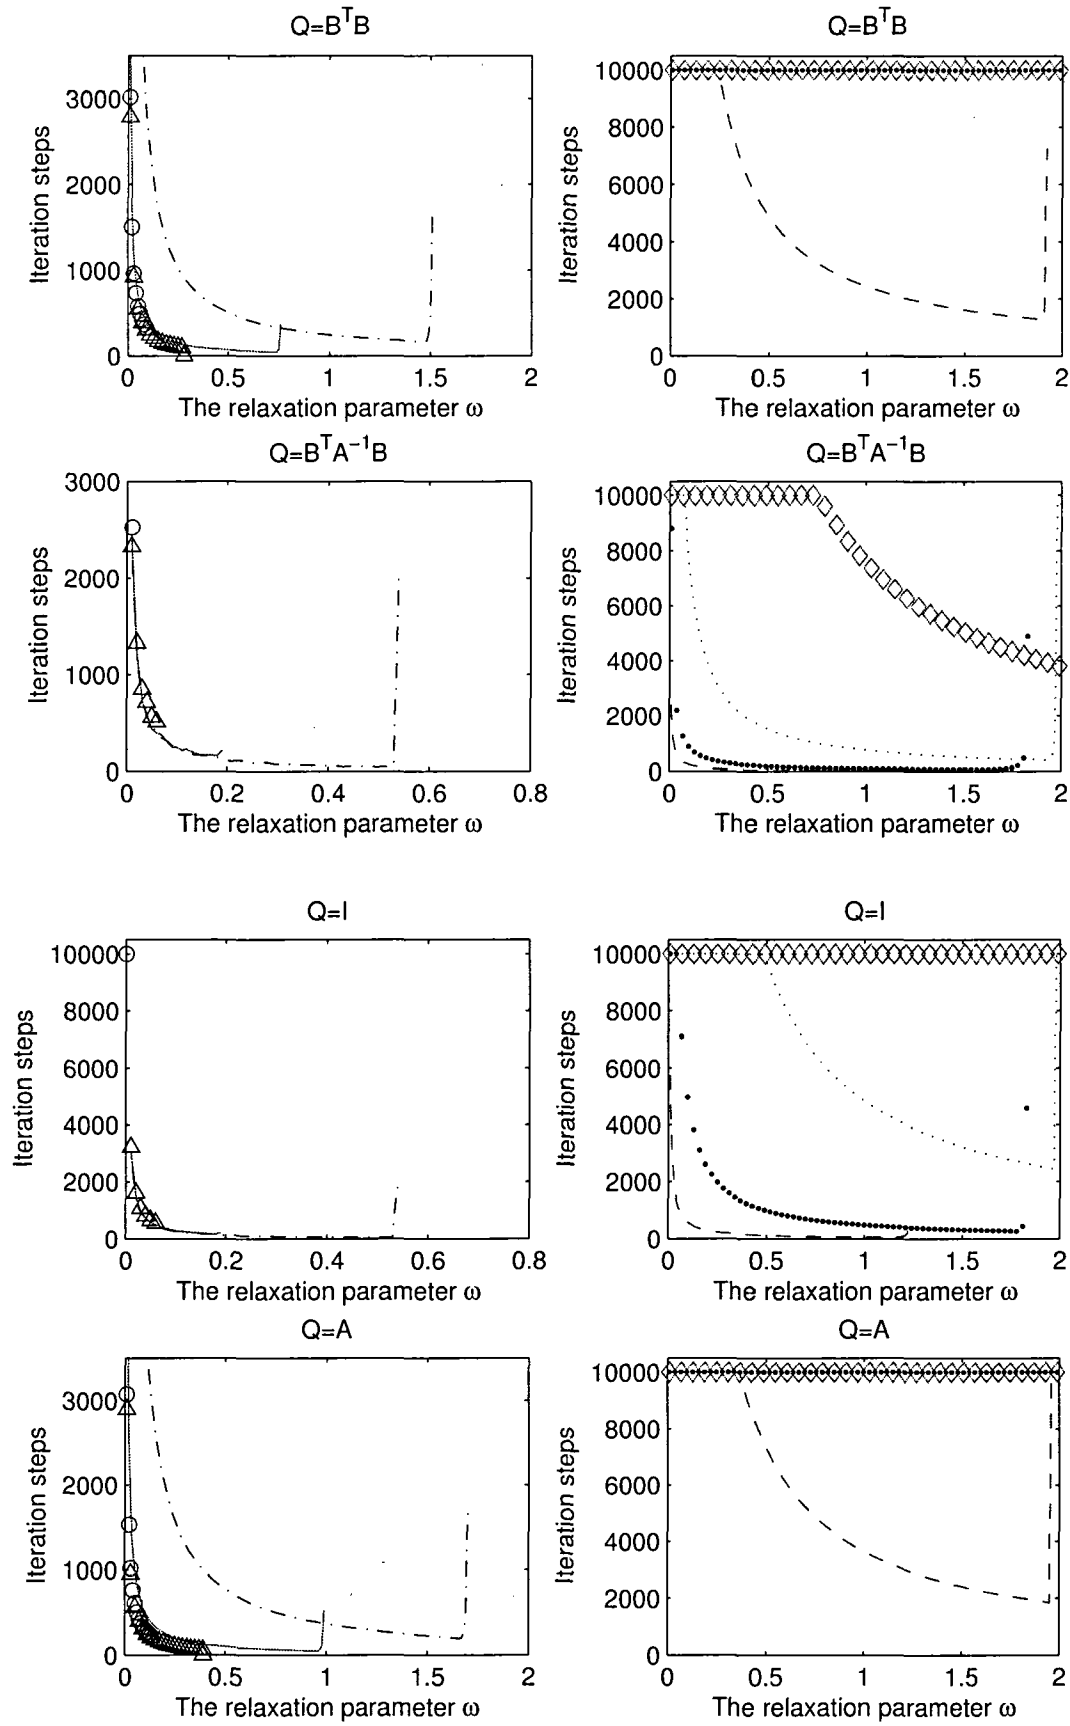 Q=BᵀB
Iteration steps
3000
2000
1000
0
0 0.5 1 1.5 2
The relaxation parameter ω
Q=BᵀB
Iteration steps
10000
8000
6000
4000
2000
0
0 0.5 1 1.5 2
The relaxation parameter ω
Q=BᵀA⁻¹B
Iteration steps
3000
2000
1000
0
0 0.2 0.4 0.6 0.8
The relaxation parameter ω
Q=BᵀA⁻¹B
Iteration steps
10000
8000
6000
4000
2000
0
0 0.5 1 1.5 2
The relaxation parameter ω
Q=I
Iteration steps
10000
8000
6000
4000
2000
0
0 0.2 0.4 0.6 0.8
The relaxation parameter ω
Q=I
Iteration steps
10000
8000
6000
4000
2000
0
0 0.5 1 1.5 2
The relaxation parameter ω
Q=A
Iteration steps
3000
2000
1000
0
0 0.5 1 1.5 2
The relaxation parameter ω
Q=A
Iteration steps
10000
8000
6000
4000
2000
0
0 0.5 1 1.5 2
The relaxation parameter ω